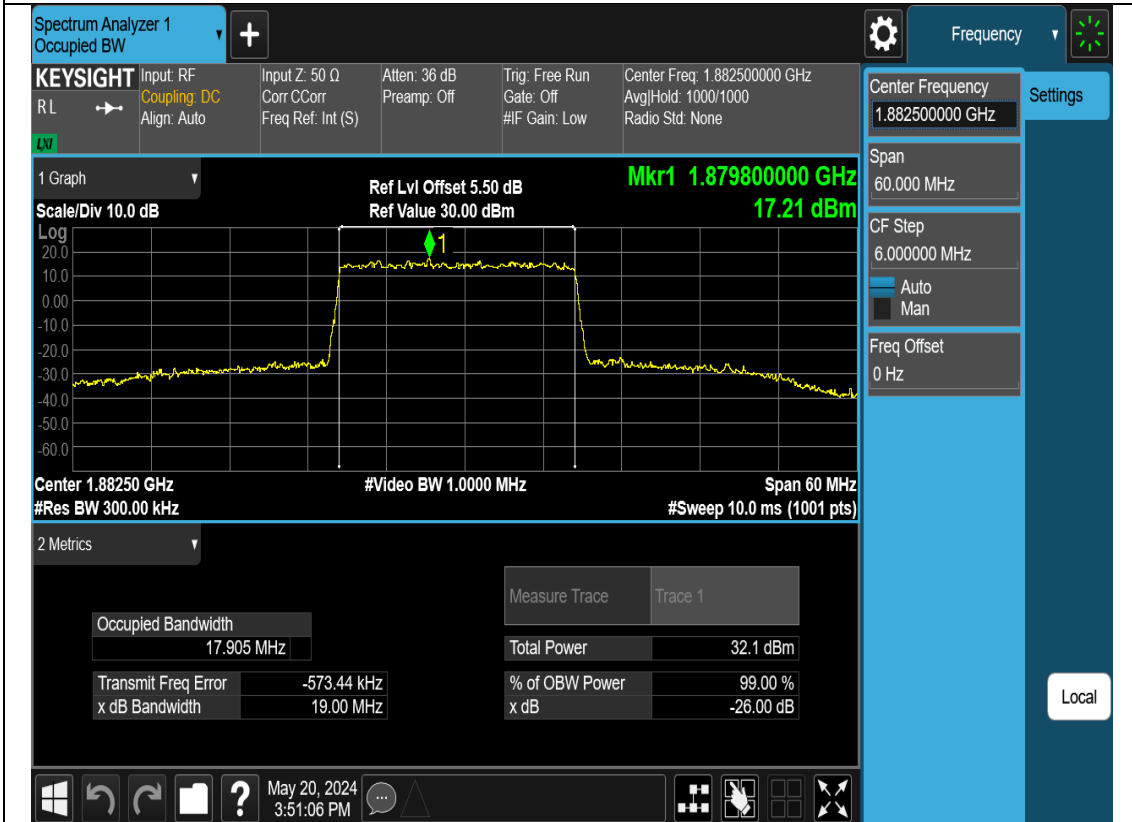 Spectrum Analyzer 1
Occupied BW
▼
+
Frequency
▼
KEYSIGHT
RL
LXI
Input: RF
Coupling: DC
Align: Auto
Input Z: 50 Ω
Corr CCorr
Freq Ref: Int (S)
Atten: 36 dB
Preamp: Off
Trig: Free Run
Gate: Off
#IF Gain: Low
Center Freq: 1.882500000 GHz
Avg|Hold: 1000/1000
Radio Std: None
Center Frequency
1.882500000 GHz
Settings
Span
60.000 MHz
CF Step
6.000000 MHz
Auto
Man
Freq Offset
0 Hz
Local
1 Graph ▼
Ref Lvl Offset 5.50 dB
Mkr1 1.879800000 GHz
Scale/Div 10.0 dB
Ref Value 30.00 dBm
17.21 dBm
Log
1
20.0
10.0
0.00
-10.0
-20.0
-30.0
-40.0
-50.0
-60.0
Center 1.88250 GHz
#Video BW 1.0000 MHz
Span 60 MHz
#Res BW 300.00 kHz
#Sweep 10.0 ms (1001 pts)
2 Metrics ▼
Measure Trace
Trace 1
Occupied Bandwidth
17.905 MHz
Total Power
32.1 dBm
Transmit Freq Error
-573.44 kHz
% of OBW Power
99.00 %
x dB Bandwidth
19.00 MHz
x dB
-26.00 dB
?
May 20, 2024
3:51:06 PM